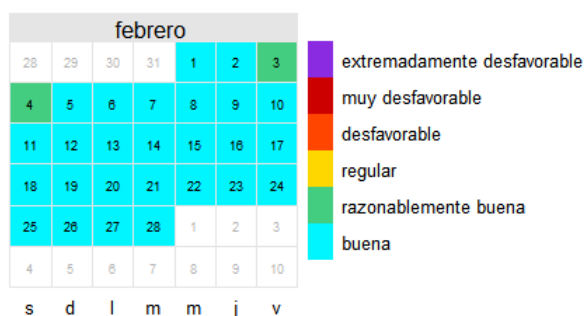 febrero
28 29 30 31 1 2 3
4 5 6 7 8 9 10
11 12 13 14 15 16 17
18 19 20 21 22 23 24
25 26 27 28 1 2 3
4 5 6 7 8 9 10
s d l m m j v
extremadamente desfavorable
muy desfavorable
desfavorable
regular
razonablemente buena
buena